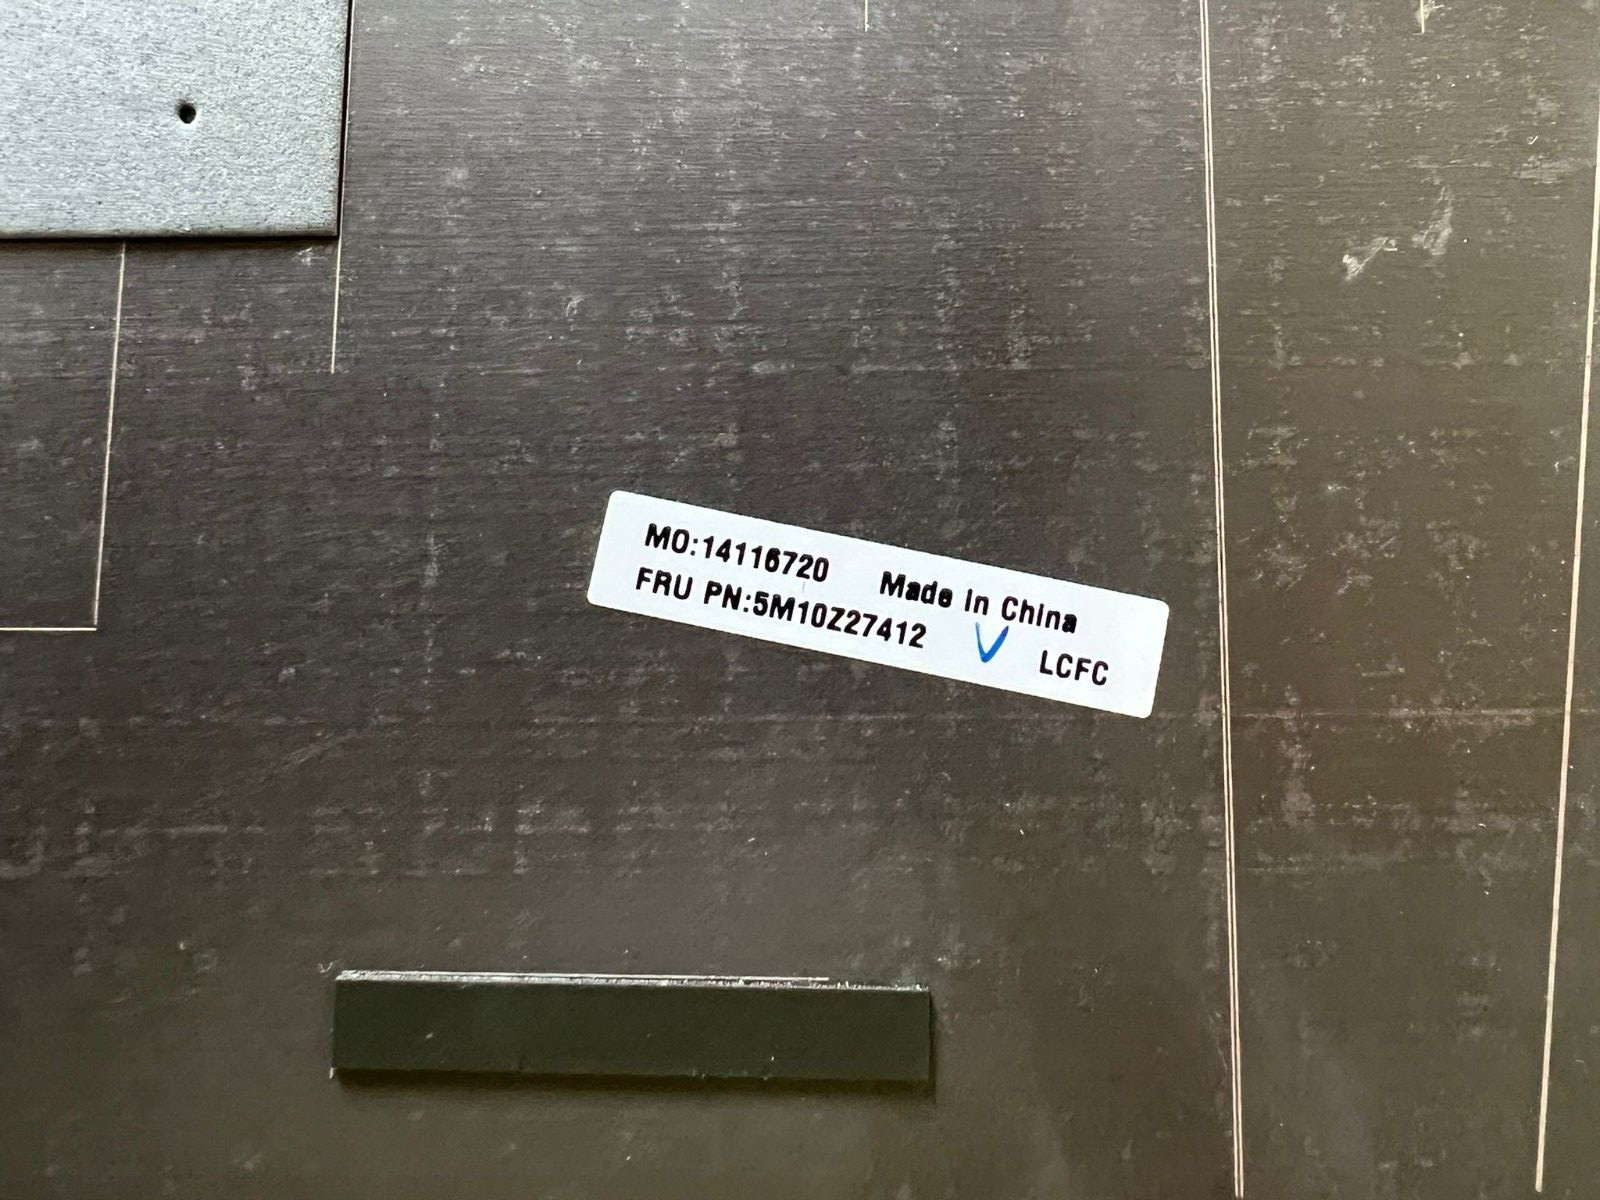 MO:14116720 Made in China
FRU PN:5M10Z27412 LCFC